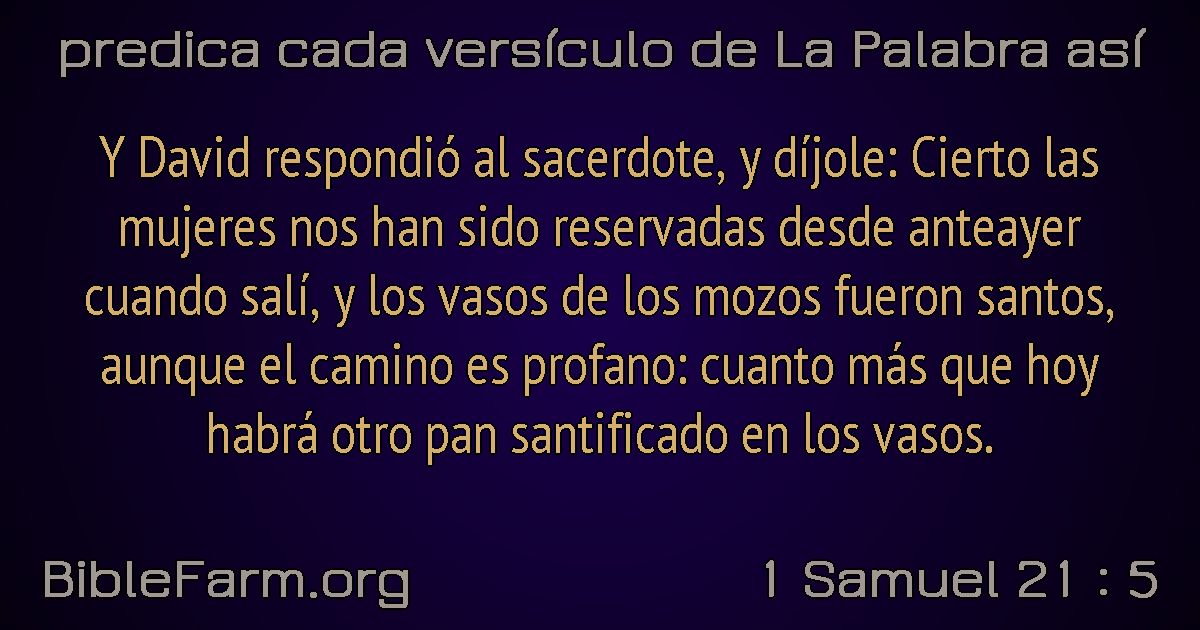 predica cada versículo de La Palabra así
Y David respondió al sacerdote, y díjole: Cierto las
mujeres nos han sido reservadas desde anteayer
cuando salí, y los vasos de los mozos fueron santos,
aunque el camino es profano: cuanto más que hoy
habrá otro pan santificado en los vasos.
BibleFarm.org
1 Samuel 21 : 5